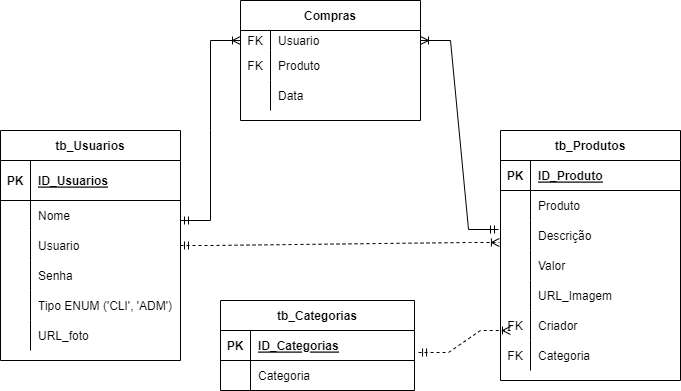 Compras
FK Usuario
FK Produto
Data
tb_Usuarios
PK ID_Usuarios
Nome
Usuario
Senha
Tipo ENUM ('CLI', 'ADM')
URL_foto
tb_Produtos
PK ID_Produto
Produto
Descrição
Valor
URL_Imagem
FK Criador
FK Categoria
tb_Categorias
PK ID_Categorias
Categoria